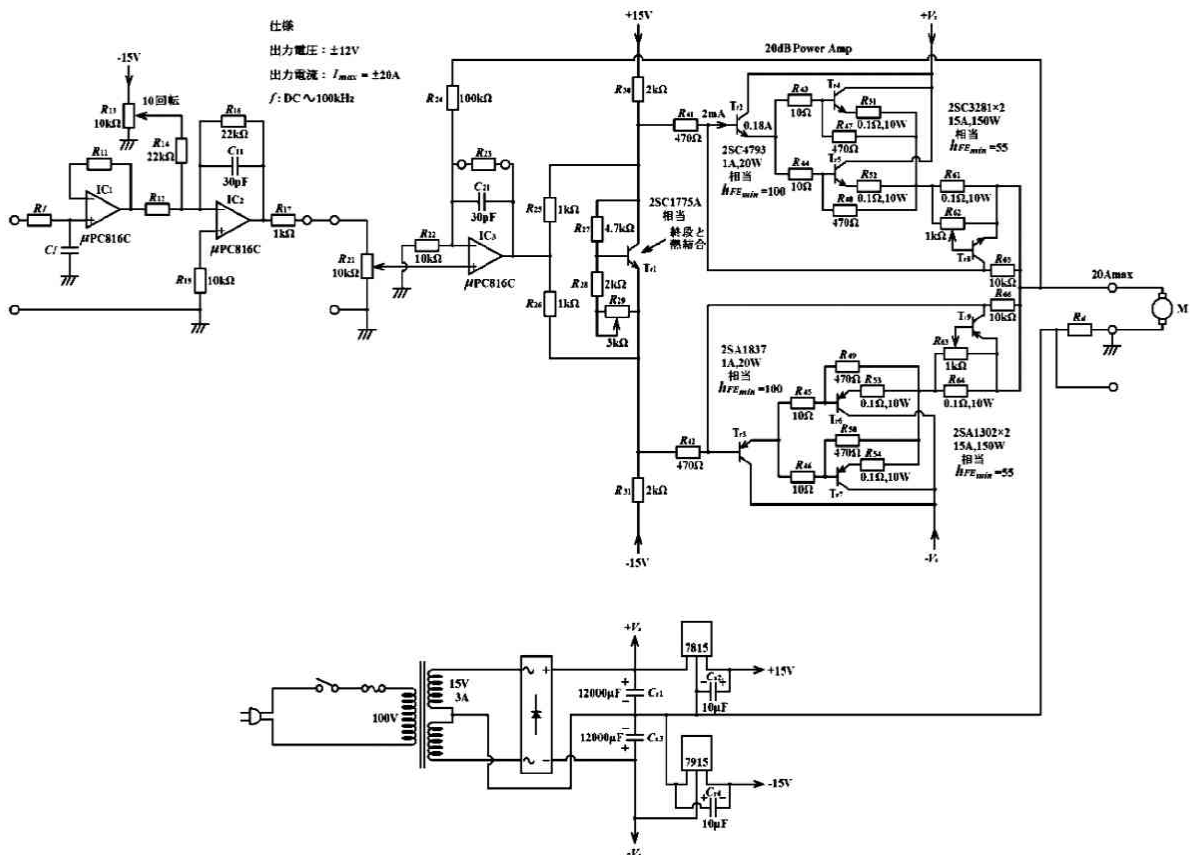 仕様
出力電圧：±12V
出力電流：Imax = ±20A
f : DC～100kHz
-15V
R13
10kΩ
10回転
R14
22kΩ
R16
22kΩ
C11
30pF
R11
IC1
μPC816C
Rf
Cf
R12
IC2
μPC816C
R17
1kΩ
R15
10kΩ
R21
10kΩ
R22
10kΩ
R24
100kΩ
R23
C21
30pF
IC3
μPC816C
R25
1kΩ
R26
1kΩ
+15V
R30
2kΩ
2SC1775A
相当
終段と
熱結合
R27
4.7kΩ
Tr1
R28
2kΩ
R29
3kΩ
R31
2kΩ
-15V
20dB Power Amp
+Vs
R41
470Ω
2mA
Tr2
0.18A
2SC4793
1A,20W
相当
hFEmin=100
R43
10Ω
R44
10Ω
Tr4
R51
0.1Ω,10W
R47
470Ω
Tr5
R52
0.1Ω,10W
R48
470Ω
2SC3281×2
15A,150W
相当
hFEmin=55
R61
0.1Ω,10W
R62
1kΩ
Tr8
R65
10kΩ
R66
10kΩ
Tr9
R63
1kΩ
R64
0.1Ω,10W
20Amax
M
Rd
2SA1837
1A,20W
相当
hFEmin=100
R42
470Ω
Tr3
R45
10Ω
R46
10Ω
R49
470Ω
R53
0.1Ω,10W
Tr6
R50
470Ω
R54
0.1Ω,10W
Tr7
2SA1302×2
15A,150W
相当
hFEmin=55
-Vs
100V
15V
3A
+Vs
12000μF
Cs1
12000μF
Cs3
7815
+15V
Cs2
10μF
7915
-15V
Cs4
10μF
-Vs